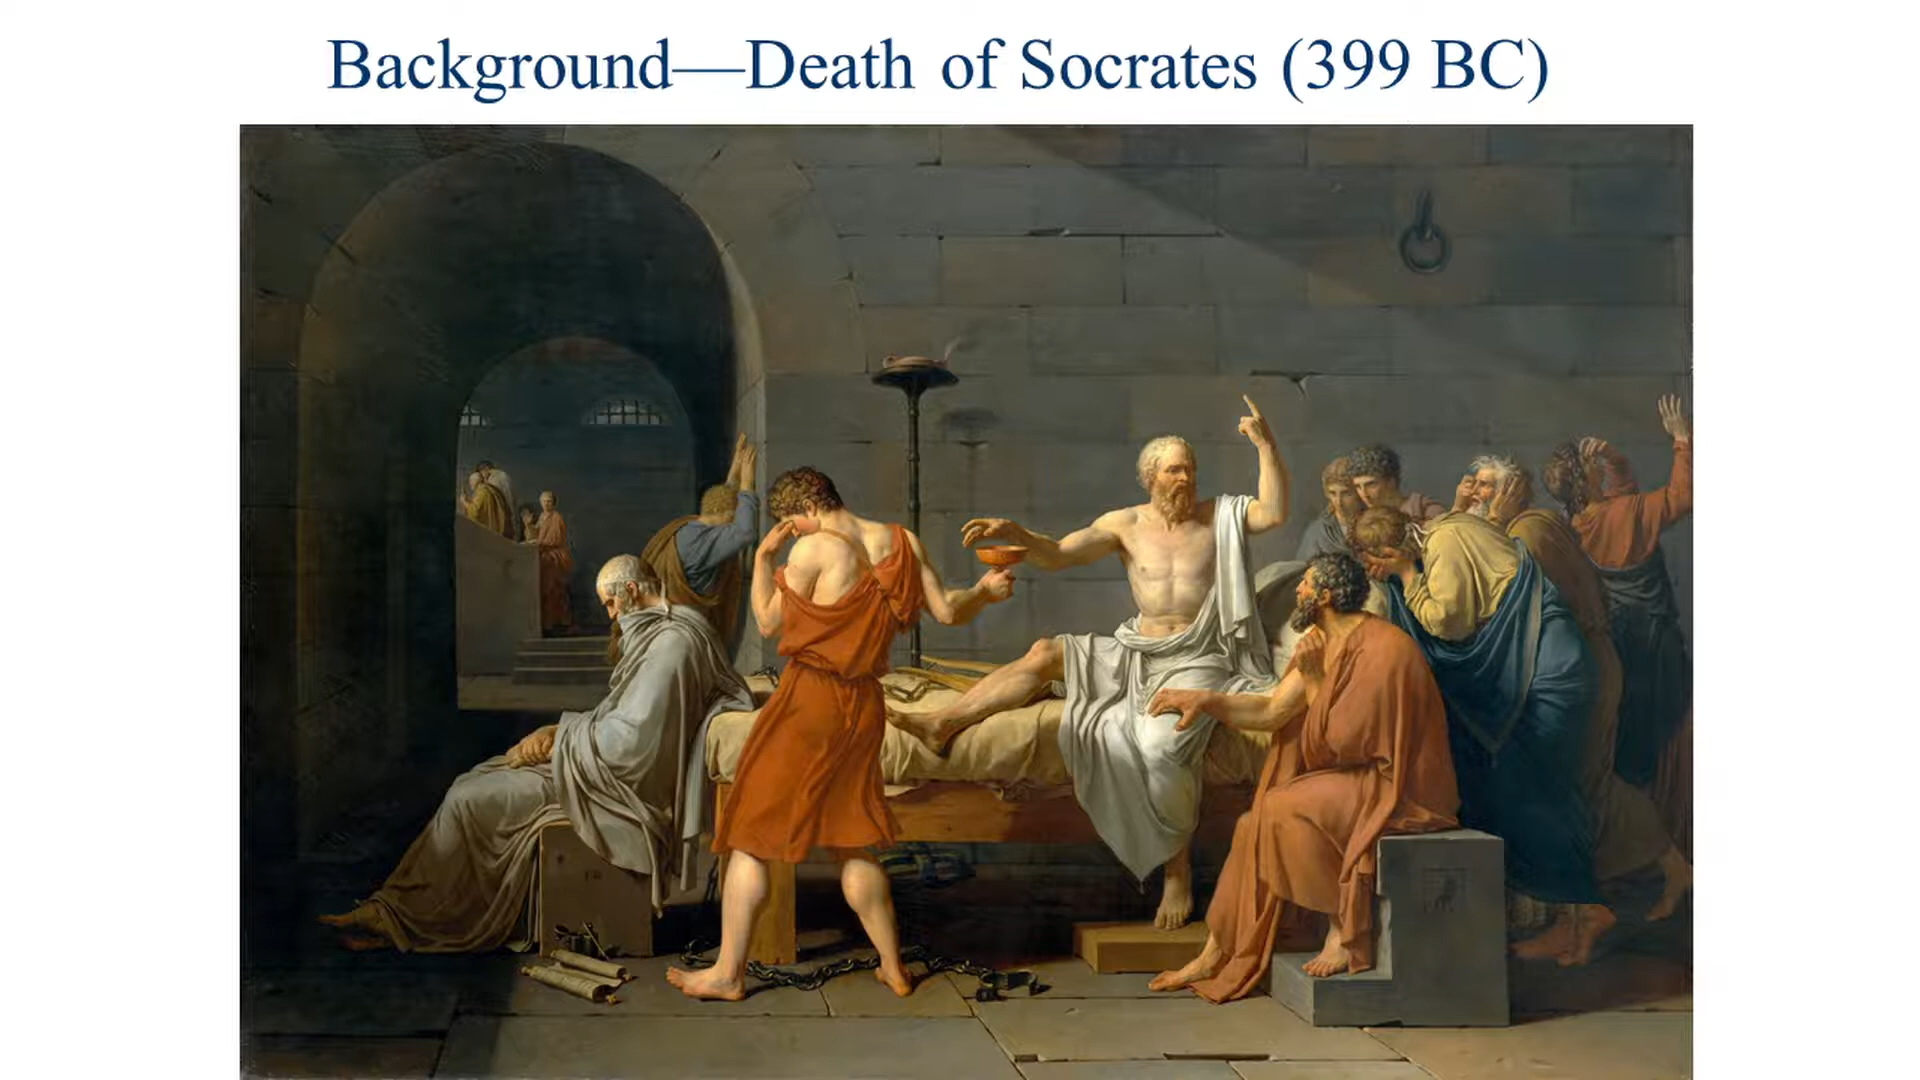 Background—Death of Socrates (399 BC)